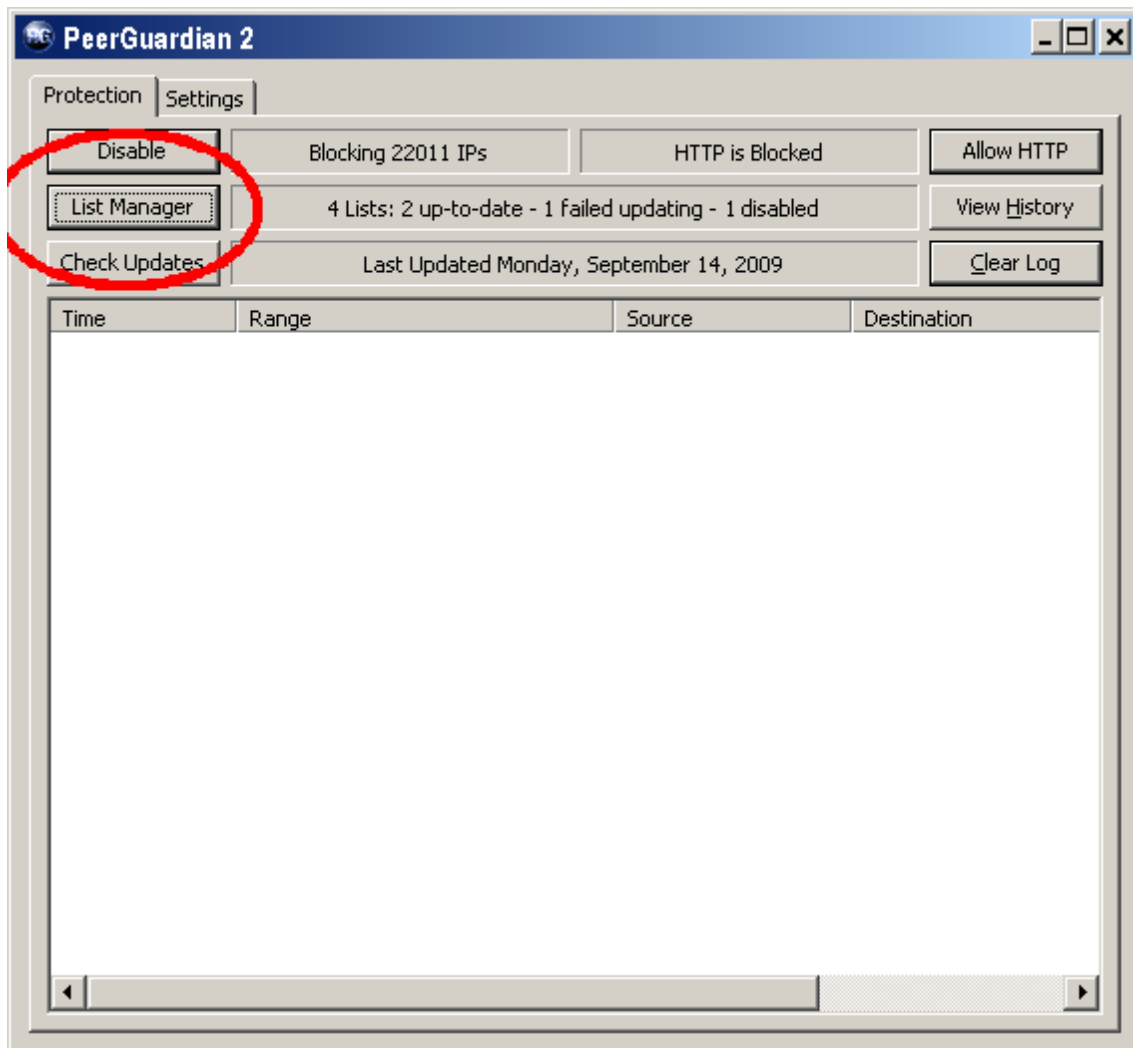 PeerGuardian 2
Protection Settings
Disable Blocking 22011 IPs HTTP is Blocked Allow HTTP
List Manager 4 Lists: 2 up-to-date - 1 failed updating - 1 disabled View History
Check Updates Last Updated Monday, September 14, 2009 Clear Log
Time Range Source Destination